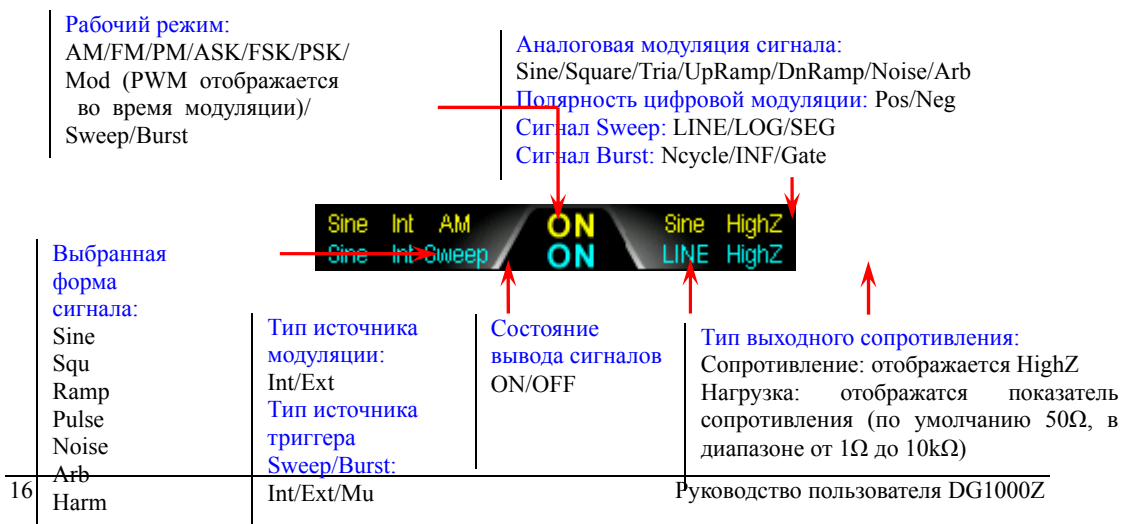 Рабочий режим:
AM/FM/PM/ASK/FSK/PSK/
Mod (PWM отображается
во время модуляции)/
Sweep/Burst
Аналоговая модуляция сигнала:
Sine/Square/Tria/UpRamp/DnRamp/Noise/Arb
Полярность цифровой модуляции: Pos/Neg
Сигнал Sweep: LINE/LOG/SEG
Сигнал Burst: Ncycle/INF/Gate
Sine Int AM ON Sine HighZ
Sine Int Sweep ON LINE HighZ
Выбранная
форма
сигнала:
Sine
Squ
Ramp
Pulse
Noise
Arb
Harm
Тип источника
модуляции:
Int/Ext
Тип источника
триггера
Sweep/Burst:
Int/Ext/Mu
Состояние
вывода сигналов
ON/OFF
Тип выходного сопротивления:
Сопротивление: отображается HighZ
Нагрузка: отображатся показатель
сопротивления (по умолчанию 50Ω, в
диапазоне от 1Ω до 10kΩ)
16
Руководство пользователя DG1000Z